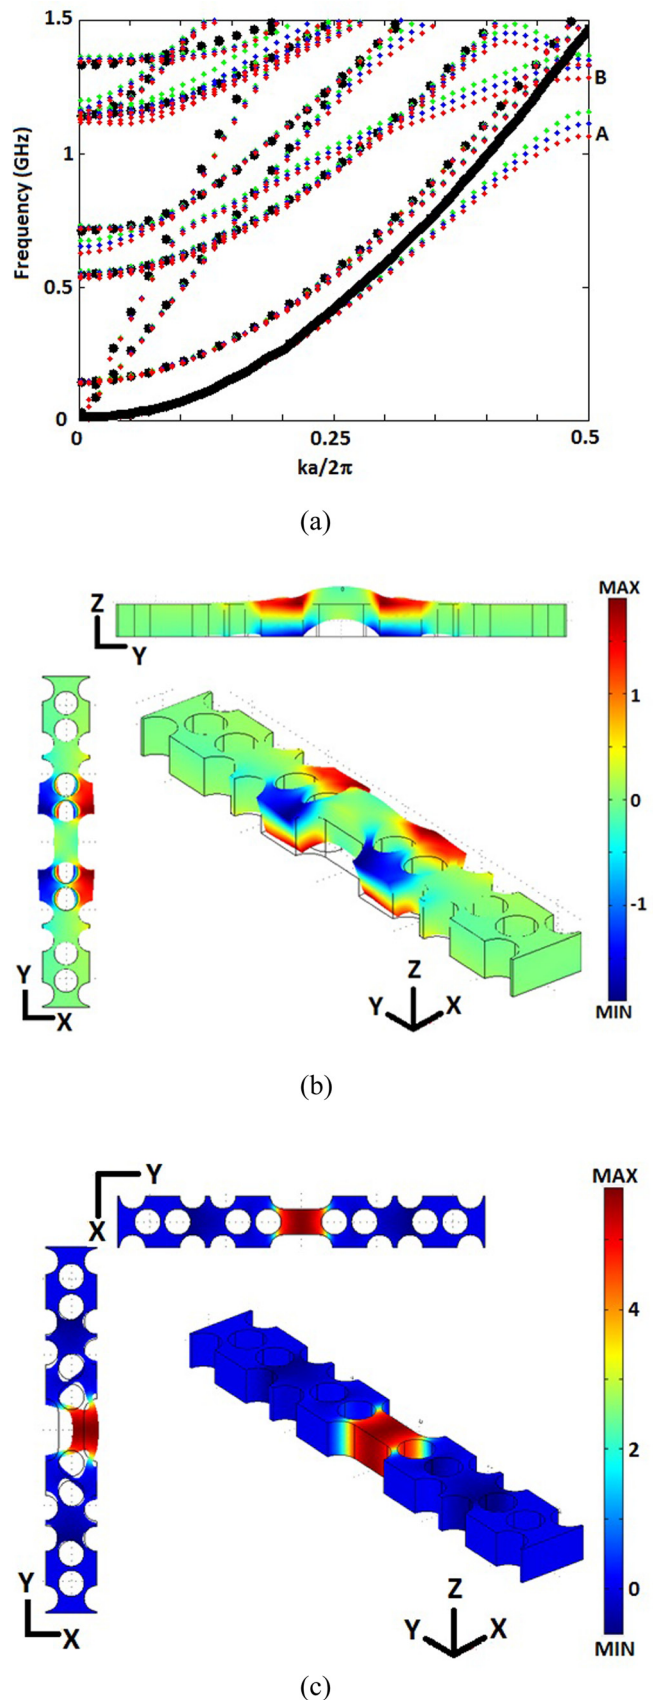 1.5
1
0.5
0
Frequency (GHz)
B
A
0
0.25
0.5
ka/2π
(a)
Z
Y
MAX
1
0
-1
MIN
Y
X
Z
Y
X
(b)
Y
X
MAX
4
2
0
MIN
Y
X
Z
Y
X
(c)